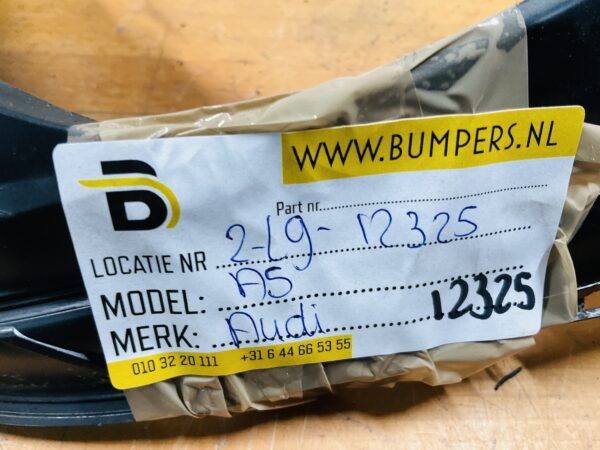 WWW.BUMPERS.NL
Part nr.
LOCATIE NR 2-L9-12325
MODEL: A5
MERK: Audi 12325
010 32 20 111 +31 6 44 66 53 55